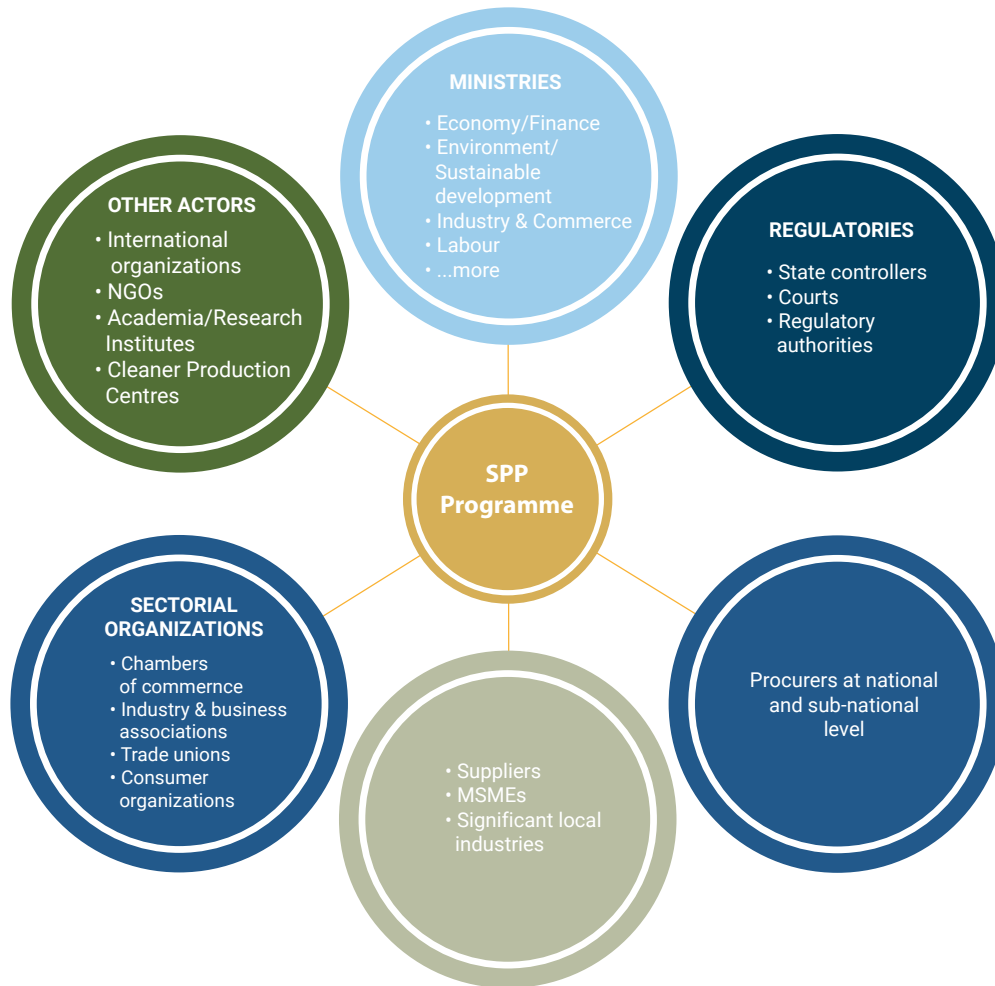 MINISTRIES
• Economy/Finance
• Environment/
Sustainable
development
• Industry & Commerce
• Labour
• ...more
OTHER ACTORS
• International
organizations
• NGOs
• Academia/Research
Institutes
• Cleaner Production
Centres
REGULATORIES
• State controllers
• Courts
• Regulatory
authorities
SPP
Programme
SECTORIAL
ORGANIZATIONS
• Chambers
of commernce
• Industry & business
associations
• Trade unions
• Consumer
organizations
• Suppliers
• MSMEs
• Significant local
industries
Procurers at national
and sub-national
level